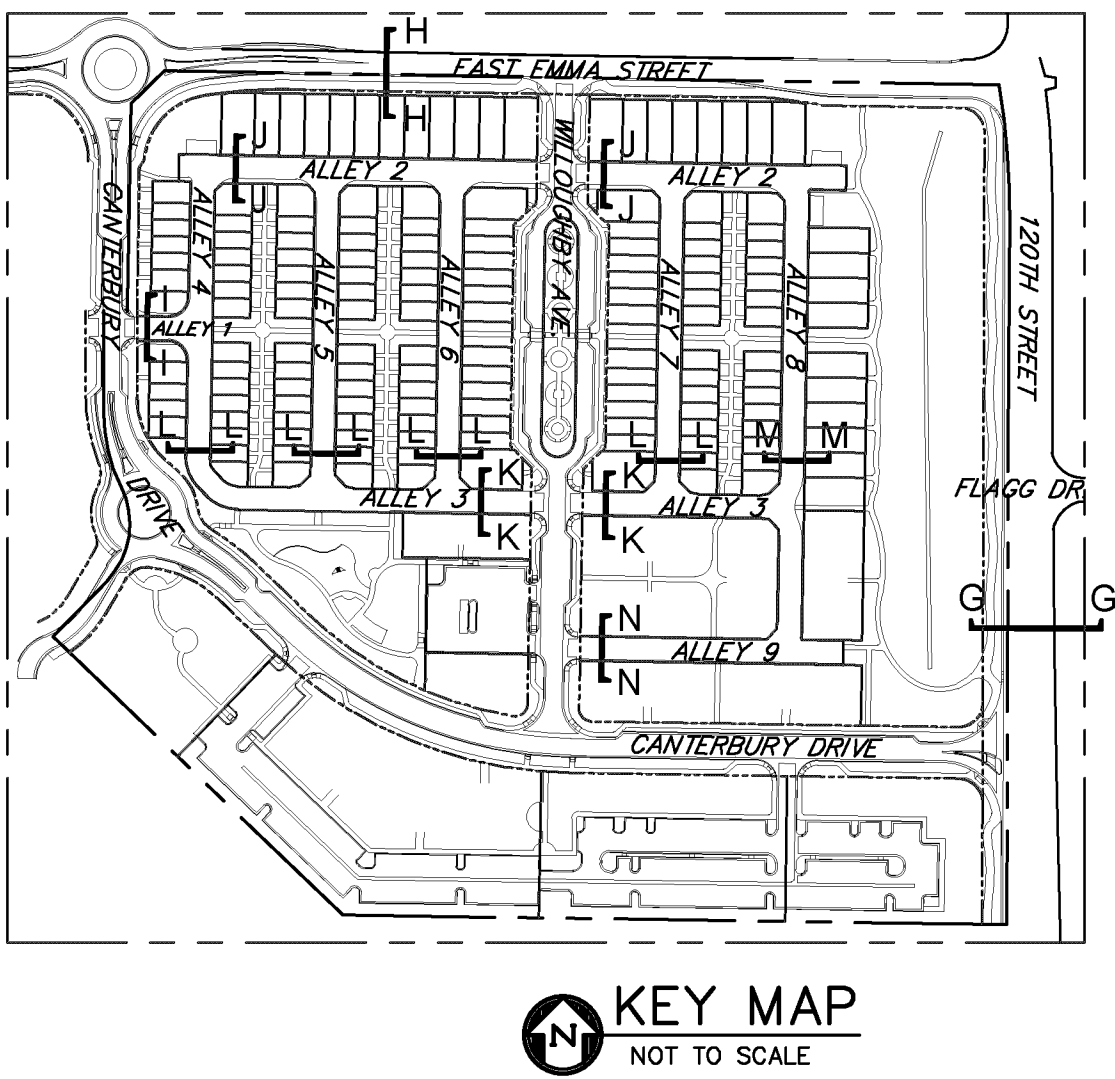 H
EAST EMMA STREET
H
J
J
ALLEY 2
ALLEY 2
WILLOUGHBY AVE.
J
J
CANTERBURY
DRIVE
ALLEY 4
ALLEY 5
ALLEY 6
ALLEY 7
ALLEY 8
120TH STREET
I
ALLEY 1
I
L L L L L L L L M M
K
K
ALLEY 3
ALLEY 3
FLAGG DR.
K
K
G G
N
ALLEY 9
N
CANTERBURY DRIVE
KEY MAP
N
NOT TO SCALE